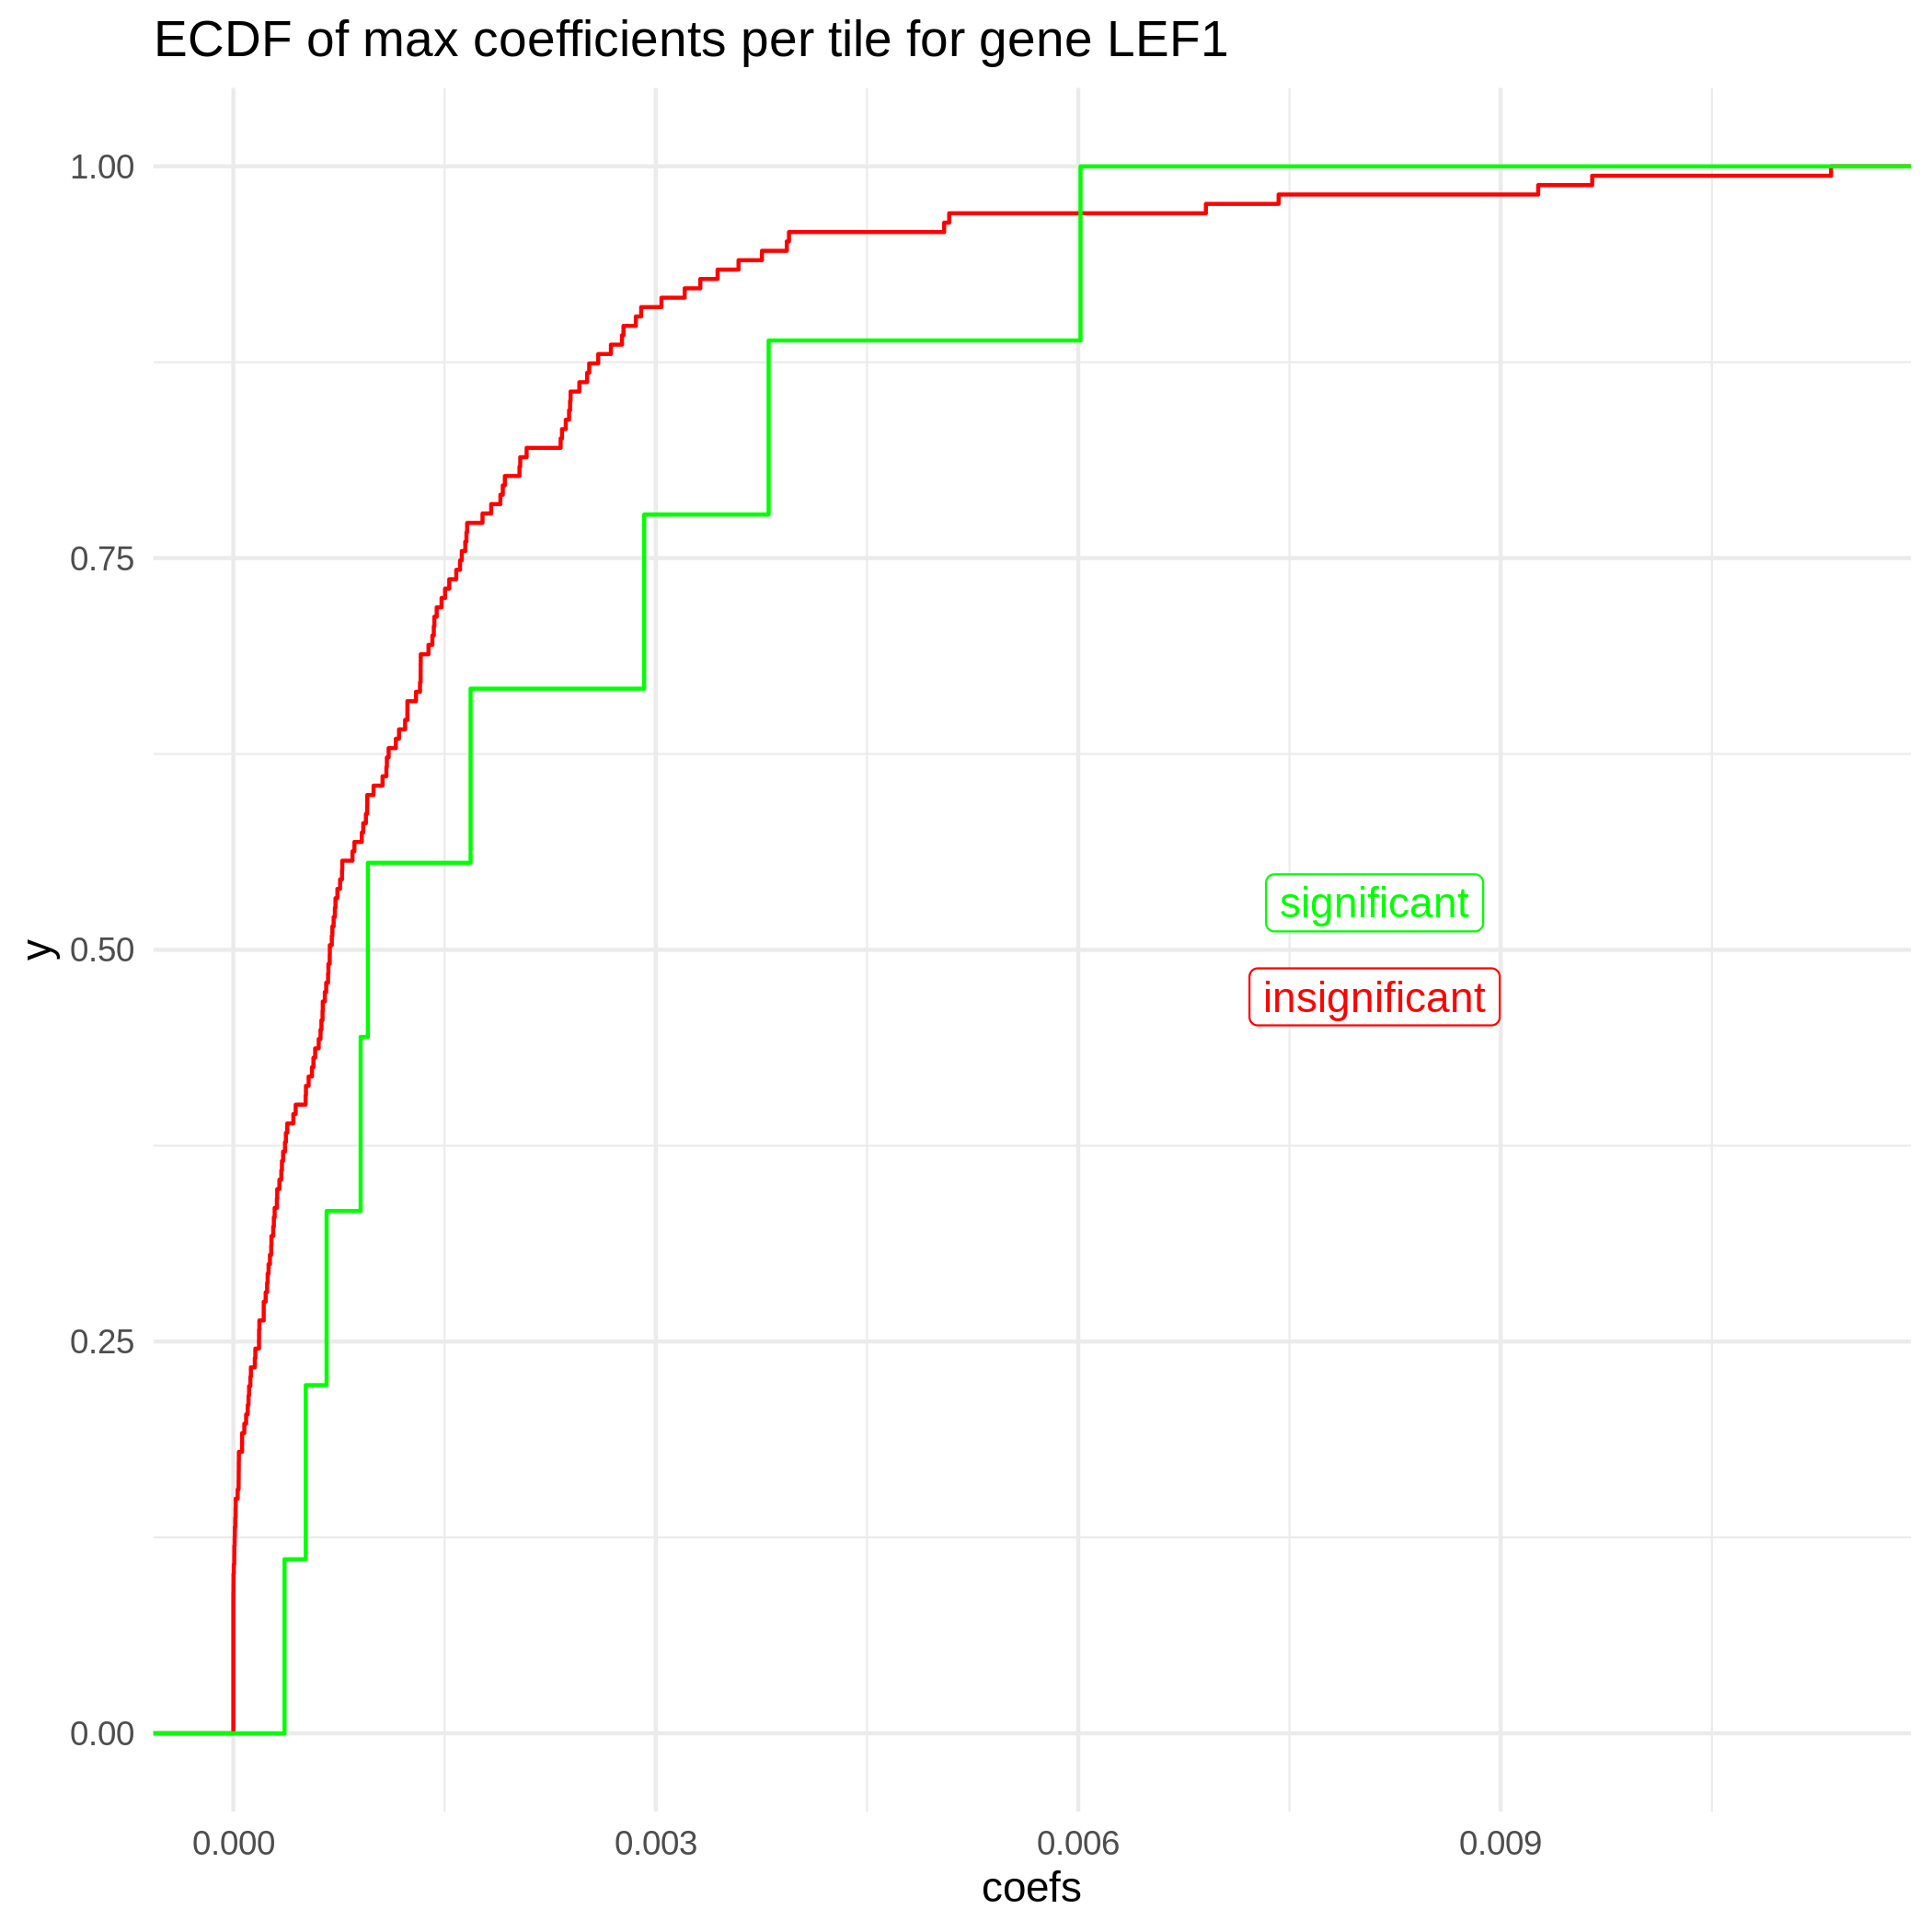 ECDF of max coefficients per tile for gene LEF1
1.00
0.75
0.50
0.25
0.00
y
significant
insignificant
0.000 0.003 0.006 0.009
coefs